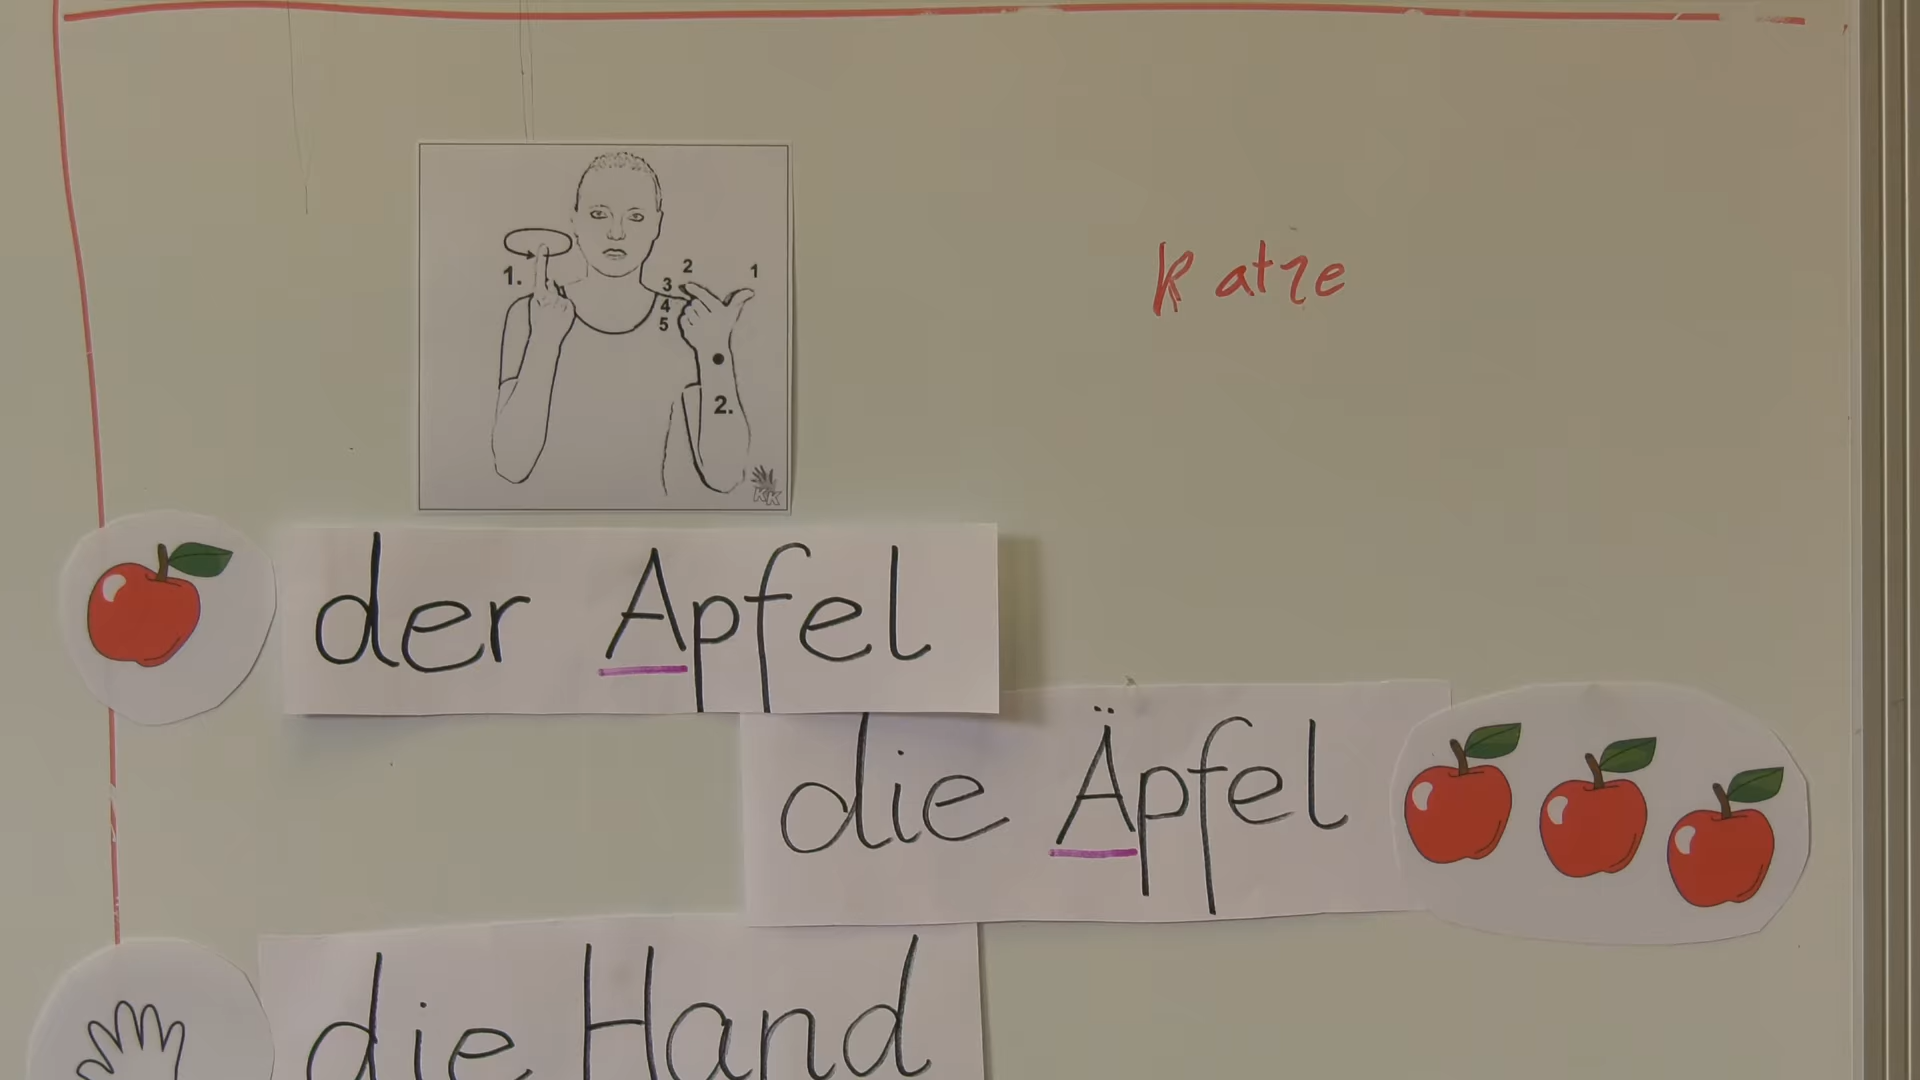 1.
2
1
3
4
5
2.
KK
Katze
der Apfel
die Äpfel
die Hand